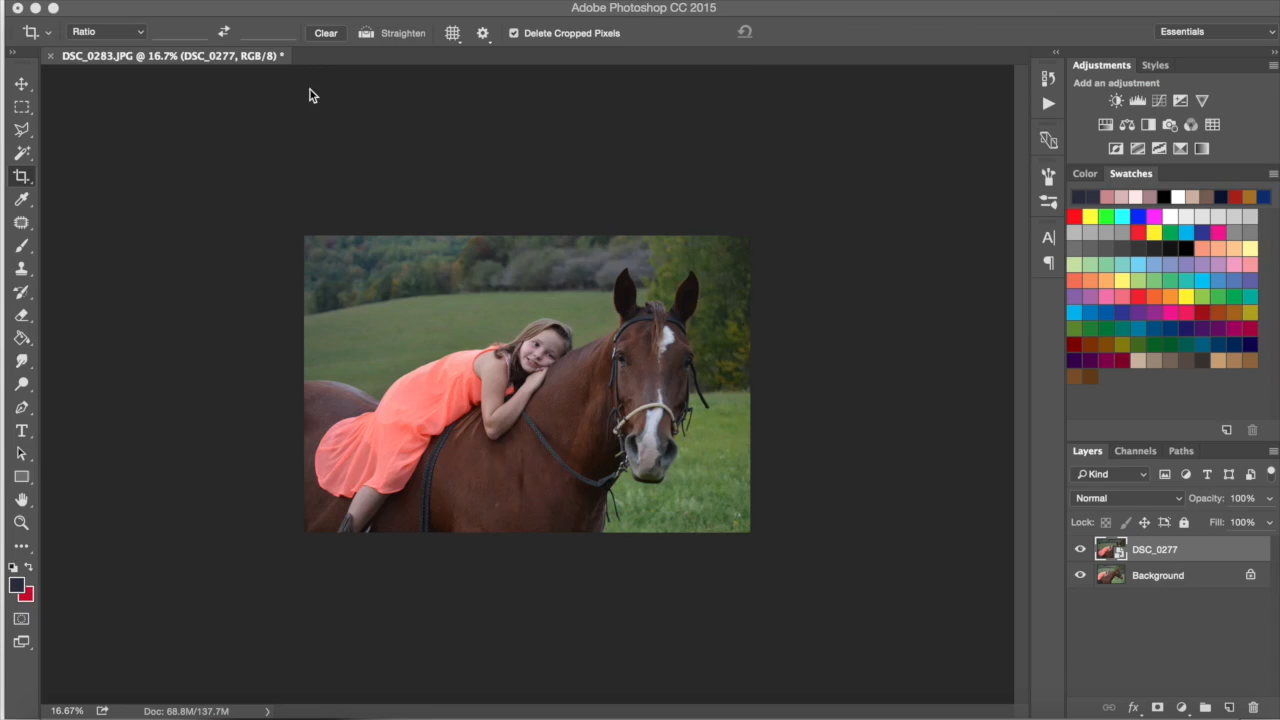 Adobe Photoshop CC 2015
Ratio
Clear
Straighten
Delete Cropped Pixels
Essentials
DSC_0283.JPG @ 16.7% (DSC_0277, RGB/8) *
Adjustments Styles
Add an adjustment
Color Swatches
Layers Channels Paths
Kind
Normal Opacity: 100%
Lock: Fill: 100%
DSC_0277
Background
16.67% Doc: 68.8M/137.7M